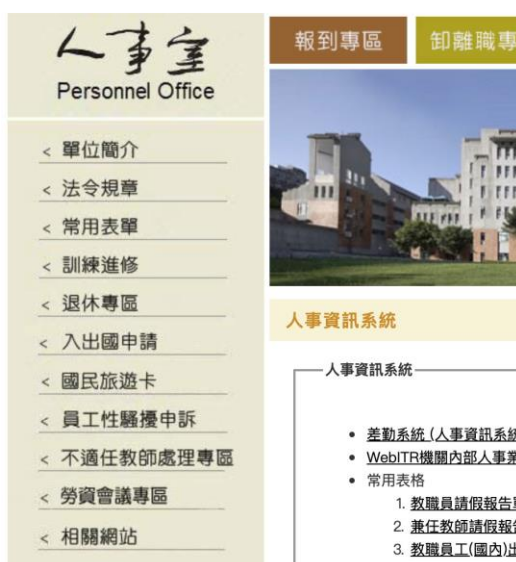 人事室
Personnel Office
< 單位簡介
< 法令規章
< 常用表單
< 訓練進修
< 退休專區
< 入出國申請
< 國民旅遊卡
< 員工性騷擾申訴
< 不適任教師處理專區
< 勞資會議專區
< 相關網站
報到專區
卸離職專
人事資訊系統
人事資訊系統
• 差勤系統 (人事資訊系統
• WebITR機關內部人事業
• 常用表格
1. 教職員請假報告
2. 兼任教師請假報告
3. 教職員工(國內)出